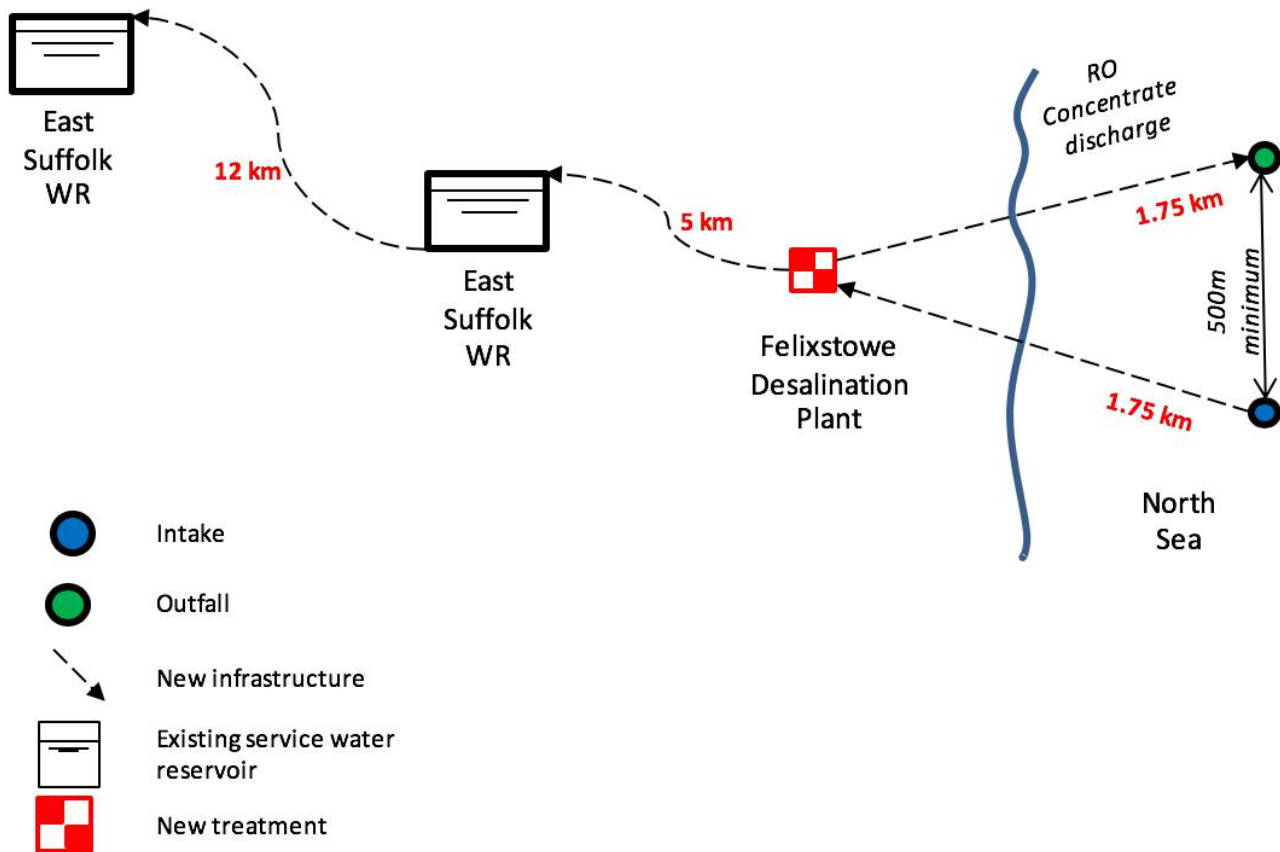 East
Suffolk
WR
12 km
East
Suffolk
WR
5 km
Felixstowe
Desalination
Plant
RO
Concentrate
discharge
1.75 km
500m
minimum
1.75 km
North
Sea
Intake
Outfall
New infrastructure
Existing service water
reservoir
New treatment